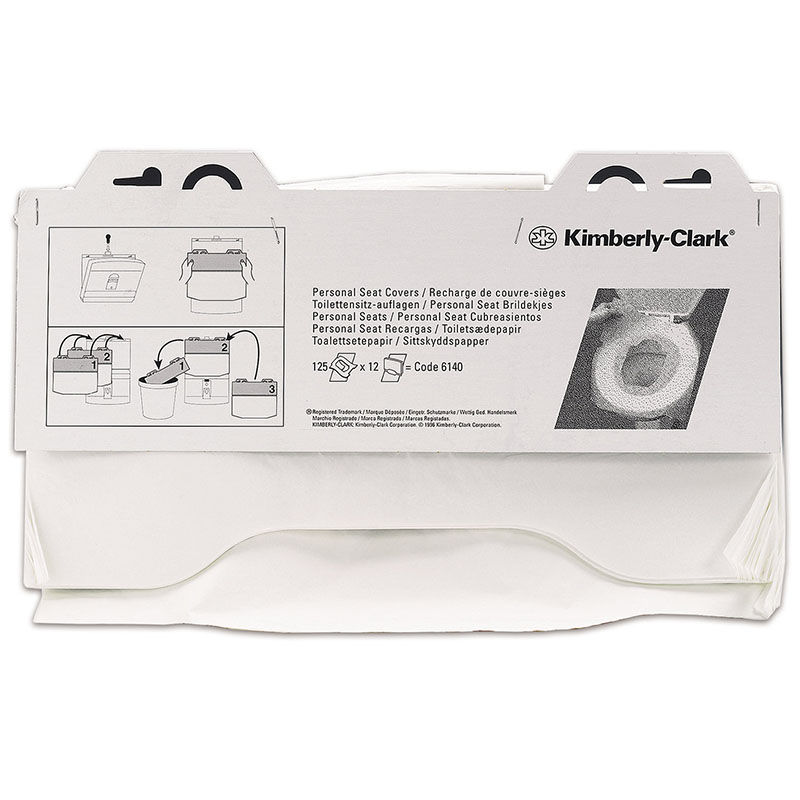 Kimberly-Clark®
Personal Seat Covers / Recharge de couvre-sièges
Toilettensitz-auflagen / Personal Seat Brildekjes
Personal Seats / Personal Seat Cubreasientos
Personal Seat Recargas / Toiletsædepapir
Toalettsetepapir / Sittskyddspapper
125 x 12 = Code 6140
® Registered Trademark / Marque Déposée / Eingetr. Schutzmarke / Wettig Ged. Handelsmerk
Marchio Registrado / Marca Registrada / Marcas Registadas.
KIMBERLY-CLARK; Kimberly-Clark Corporation. © 1996 Kimberly-Clark Corporation.
1
2
1
2
3